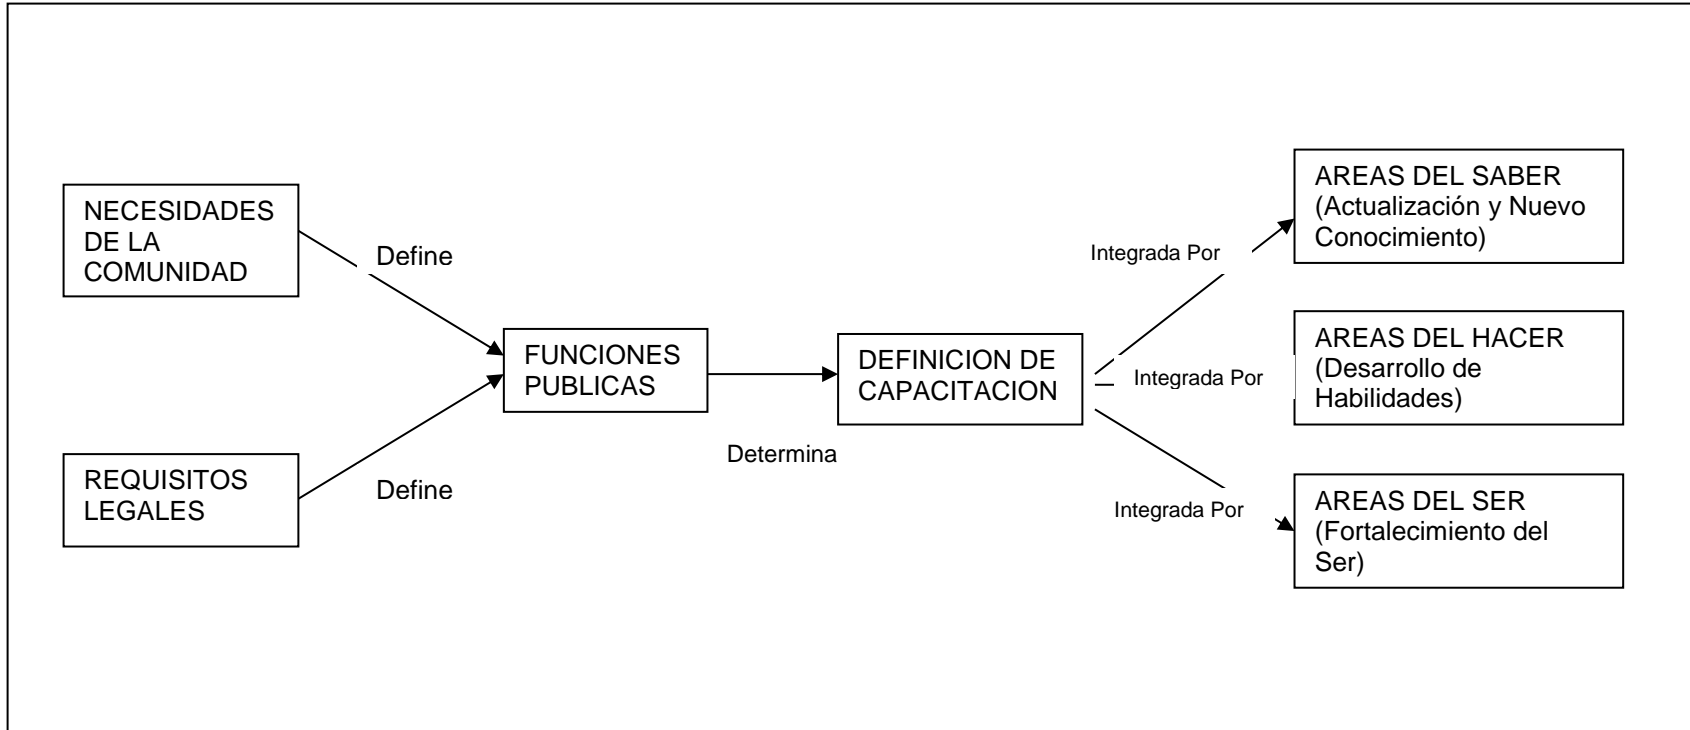 NECESIDADES
DE LA
COMUNIDAD
Define
REQUISITOS
LEGALES
Define
FUNCIONES
PUBLICAS
Determina
DEFINICION DE
CAPACITACION
Integrada Por
AREAS DEL SABER
(Actualización y Nuevo
Conocimiento)
Integrada Por
AREAS DEL HACER
(Desarrollo de
Habilidades)
Integrada Por
AREAS DEL SER
(Fortalecimiento del
Ser)